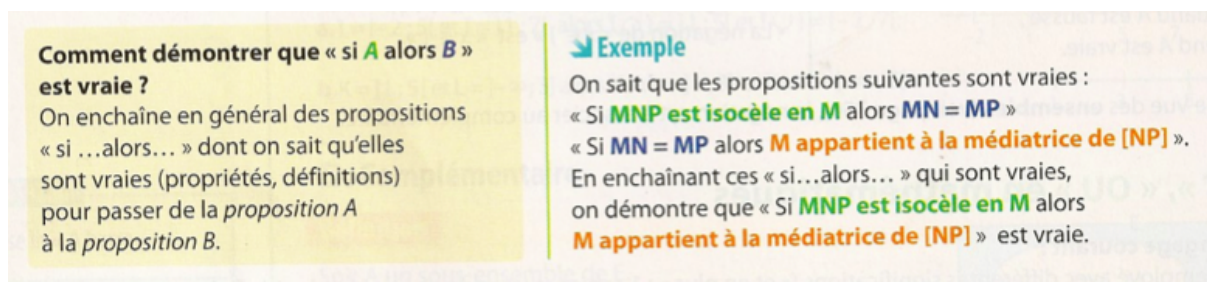 Comment démontrer que « si A alors B »
est vraie ?
On enchaîne en général des propositions
« si ...alors... » dont on sait qu'elles
sont vraies (propriétés, définitions)
pour passer de la proposition A
à la proposition B.
Exemple
On sait que les propositions suivantes sont vraies :
« Si MNP est isocèle en M alors MN = MP »
« Si MN = MP alors M appartient à la médiatrice de [NP] ».
En enchaînant ces « si...alors... » qui sont vraies,
on démontre que « Si MNP est isocèle en M alors
M appartient à la médiatrice de [NP] » est vraie.